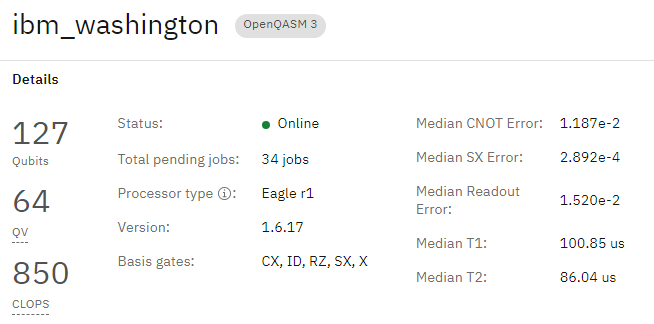 ibm_washington OpenQASM 3
Details
127
Qubits
64
QV
850
CLOPS
Status: Online
Total pending jobs: 34 jobs
Processor type ⓘ: Eagle r1
Version: 1.6.17
Basis gates: CX, ID, RZ, SX, X
Median CNOT Error: 1.187e-2
Median SX Error: 2.892e-4
Median Readout
Error: 1.520e-2
Median T1: 100.85 us
Median T2: 86.04 us